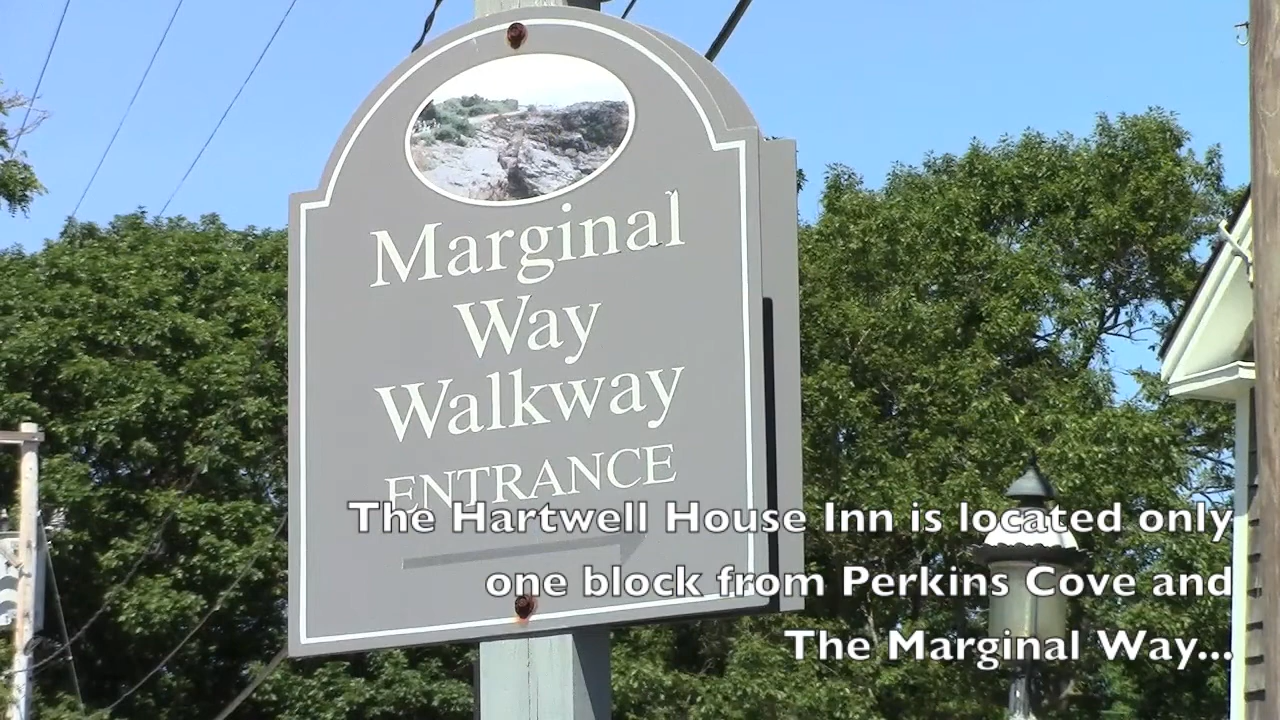 Marginal
Way
Walkway
ENTRANCE
The Hartwell House Inn is located only
one block from Perkins Cove and
The Marginal Way...